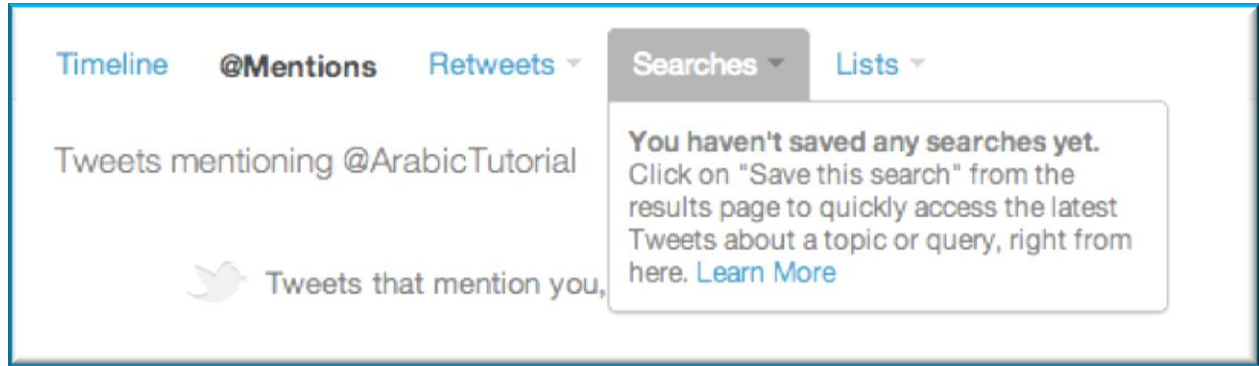 Timeline @Mentions Retweets Searches Lists
Tweets mentioning @ArabicTutorial
You haven't saved any searches yet.
Click on "Save this search" from the
results page to quickly access the latest
Tweets about a topic or query, right from
here. Learn More
Tweets that mention you,